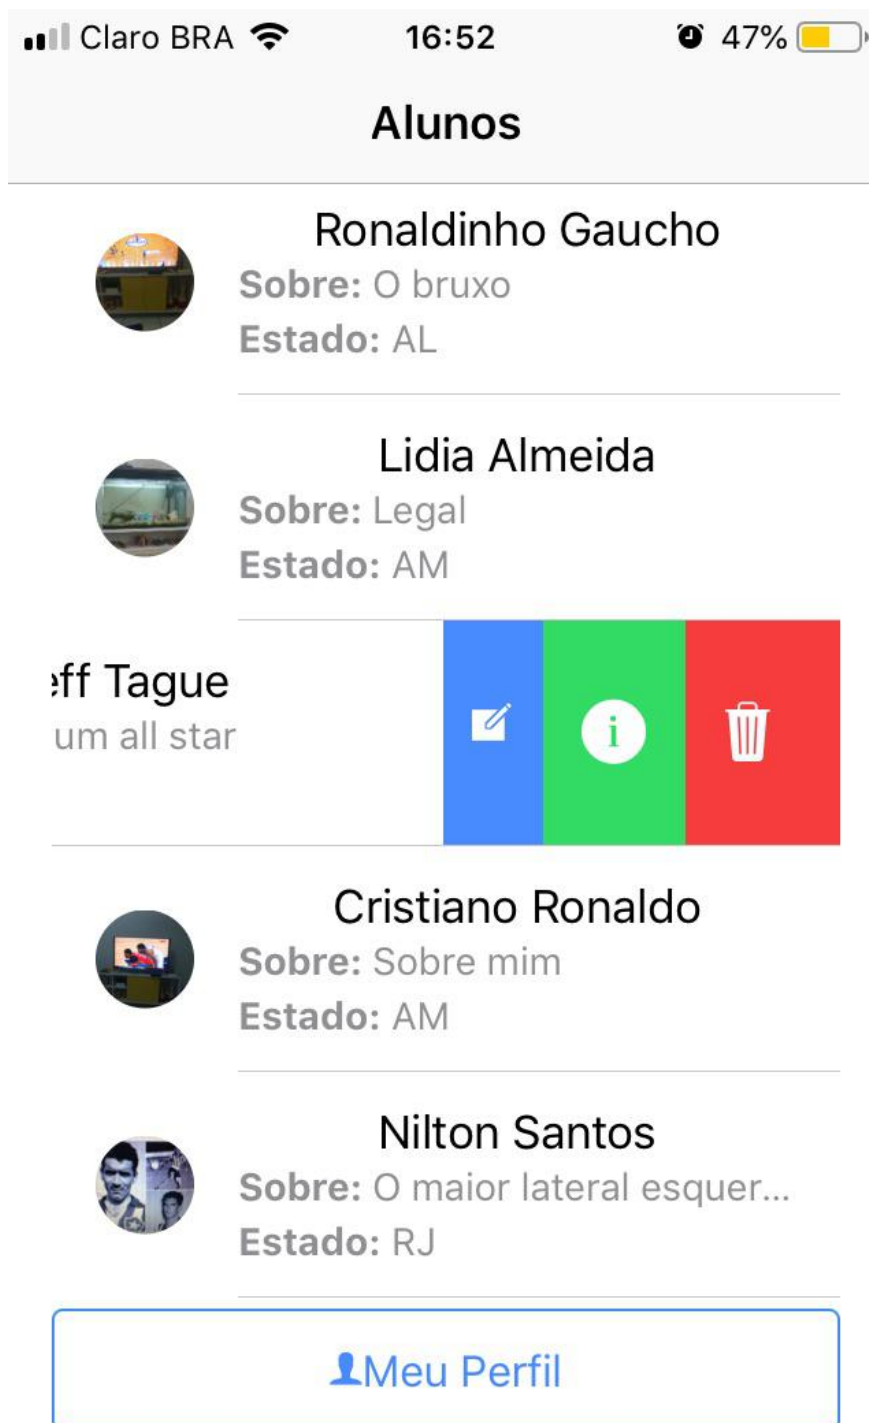 Claro BRA 16:52 47%
Alunos
Ronaldinho Gaucho
Sobre: O bruxo
Estado: AL
Lidia Almeida
Sobre: Legal
Estado: AM
eff Tague
um all star
i
Cristiano Ronaldo
Sobre: Sobre mim
Estado: AM
Nilton Santos
Sobre: O maior lateral esquer...
Estado: RJ
Meu Perfil